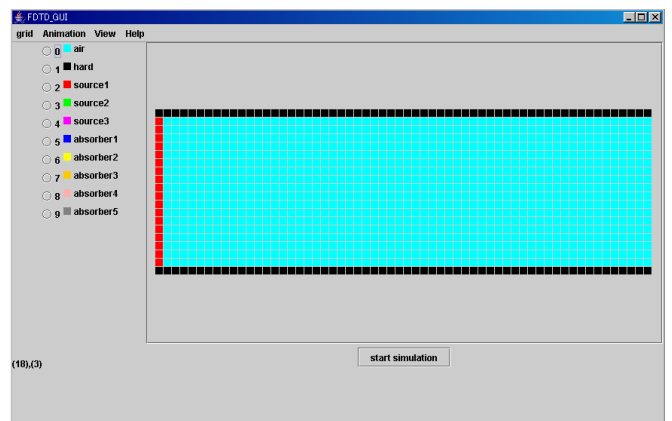 FDTD_GUI
grid Animation View Help
0 air
1 hard
2 source1
3 source2
4 source3
5 absorber1
6 absorber2
7 absorber3
8 absorber4
9 absorber5
start simulation
(18),(3)